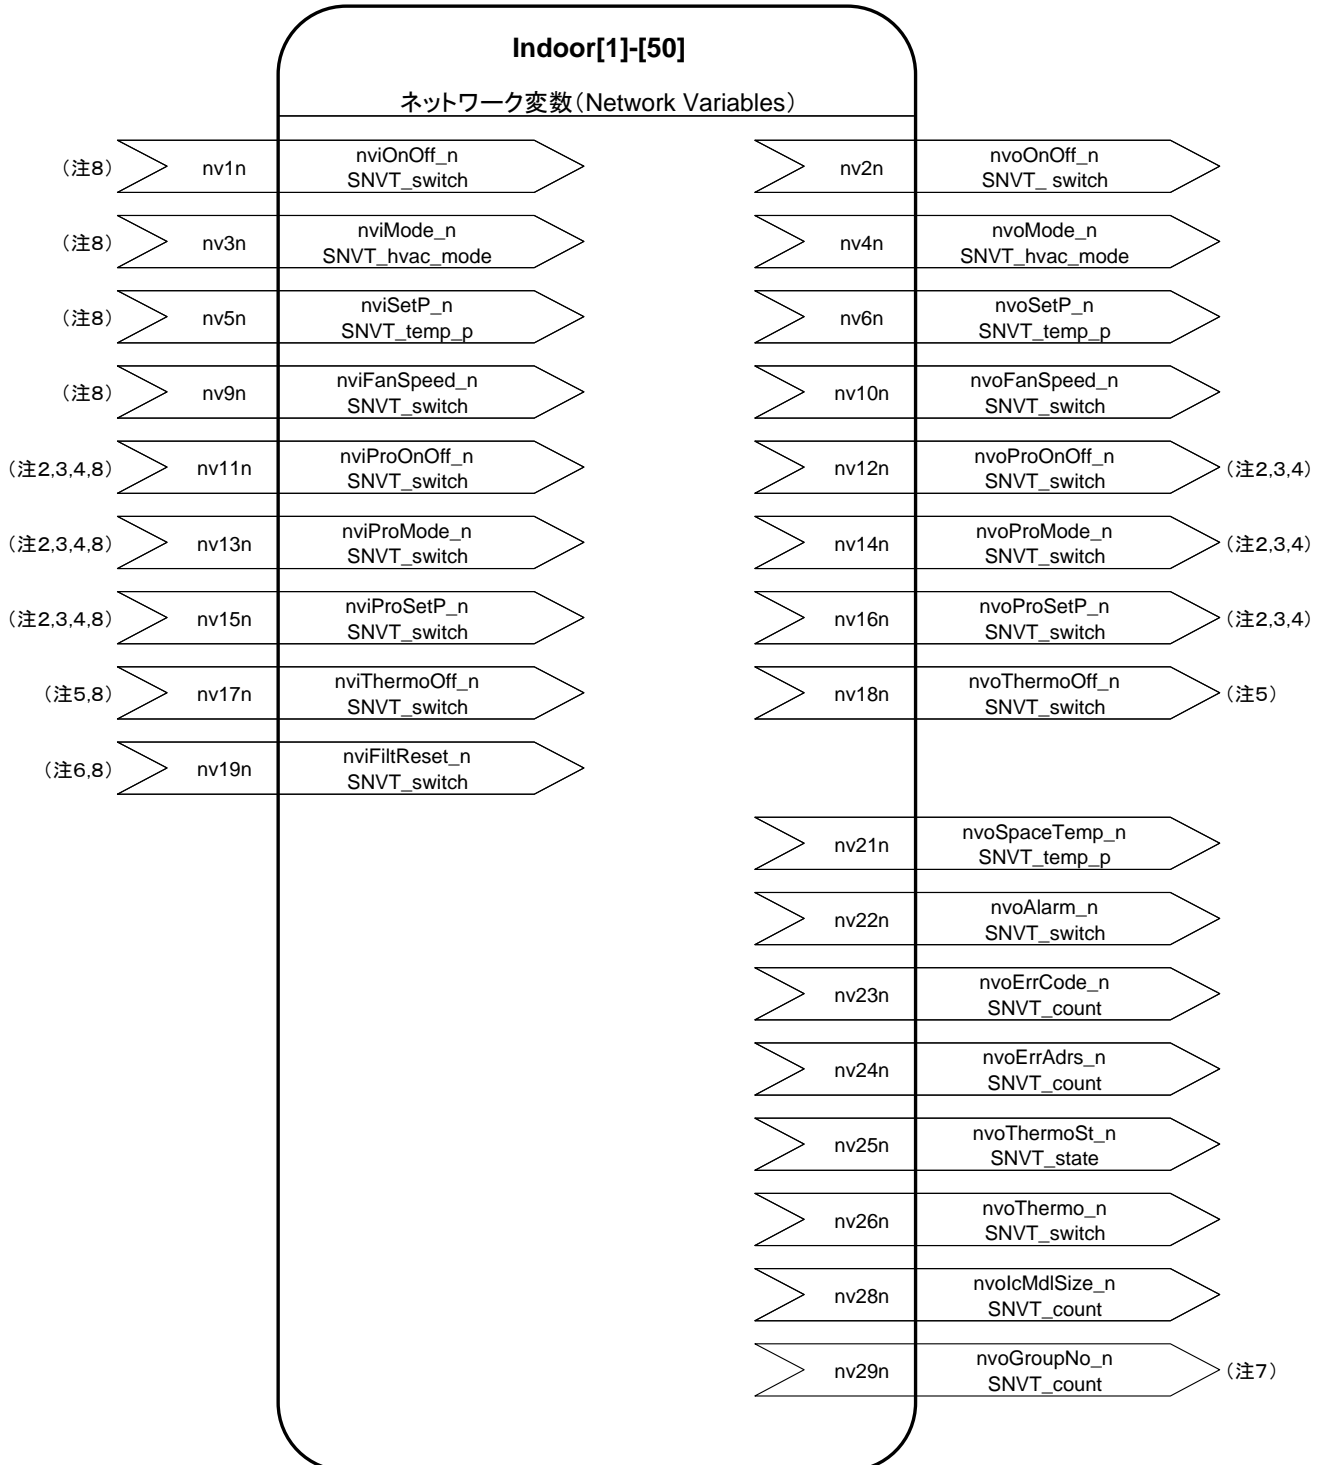 Indoor[1]-[50]
ネットワーク変数(Network Variables)
(注8) nv1n nviOnOff_n SNVT_switch
nv2n nvoOnOff_n SNVT_ switch
(注8) nv3n nviMode_n SNVT_hvac_mode
nv4n nvoMode_n SNVT_hvac_mode
(注8) nv5n nviSetP_n SNVT_temp_p
nv6n nvoSetP_n SNVT_temp_p
(注8) nv9n nviFanSpeed_n SNVT_switch
nv10n nvoFanSpeed_n SNVT_switch
(注2,3,4,8) nv11n nviProOnOff_n SNVT_switch
nv12n nvoProOnOff_n SNVT_switch (注2,3,4)
(注2,3,4,8) nv13n nviProMode_n SNVT_switch
nv14n nvoProMode_n SNVT_switch (注2,3,4)
(注2,3,4,8) nv15n nviProSetP_n SNVT_switch
nv16n nvoProSetP_n SNVT_switch (注2,3,4)
(注5,8) nv17n nviThermoOff_n SNVT_switch
nv18n nvoThermoOff_n SNVT_switch (注5)
(注6,8) nv19n nviFiltReset_n SNVT_switch
nv21n nvoSpaceTemp_n SNVT_temp_p
nv22n nvoAlarm_n SNVT_switch
nv23n nvoErrCode_n SNVT_count
nv24n nvoErrAdrs_n SNVT_count
nv25n nvoThermoSt_n SNVT_state
nv26n nvoThermo_n SNVT_switch
nv28n nvoIcMdlSize_n SNVT_count
nv29n nvoGroupNo_n SNVT_count (注7)